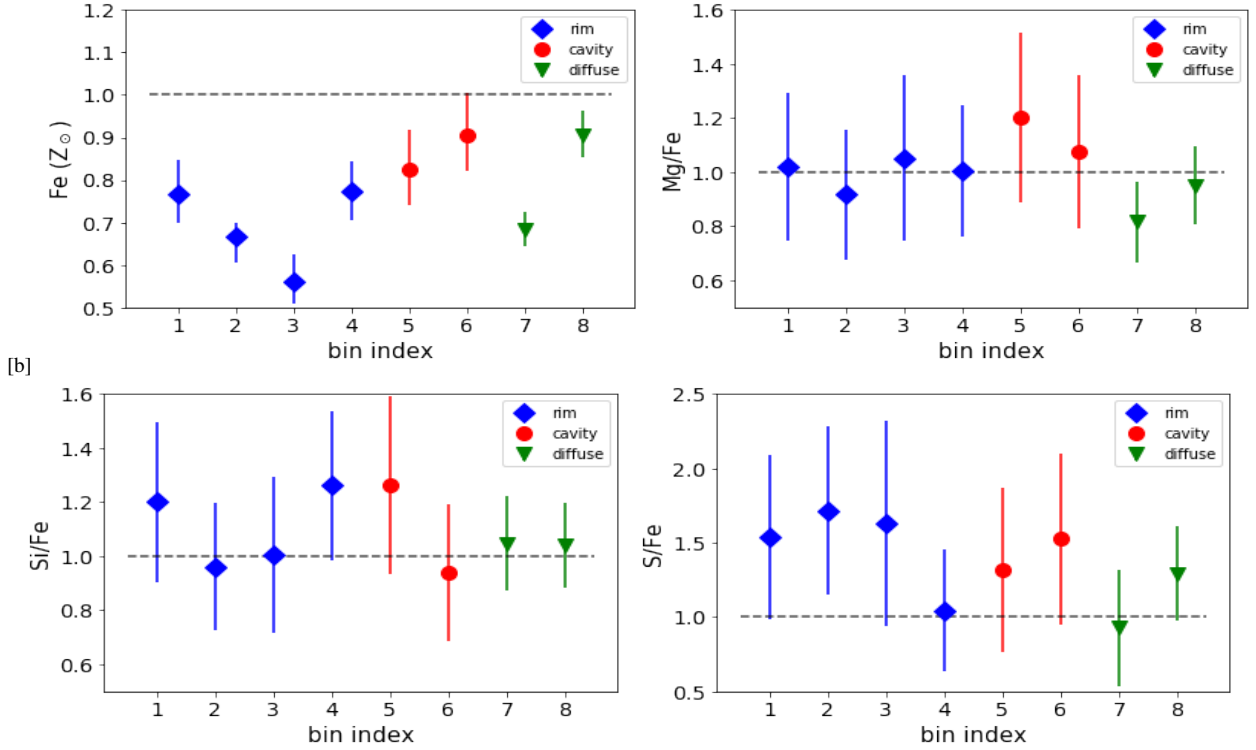 1.2
1.1
1.0
0.9
0.8
0.7
0.6
0.5
Fe (Z⊙)
rim
cavity
diffuse
1 2 3 4 5 6 7 8
bin index
1.6
1.4
1.2
1.0
0.8
0.6
Mg/Fe
rim
cavity
diffuse
1 2 3 4 5 6 7 8
bin index
[b]
1.6
1.4
1.2
1.0
0.8
0.6
Si/Fe
rim
cavity
diffuse
1 2 3 4 5 6 7 8
bin index
2.5
2.0
1.5
1.0
0.5
S/Fe
rim
cavity
diffuse
1 2 3 4 5 6 7 8
bin index